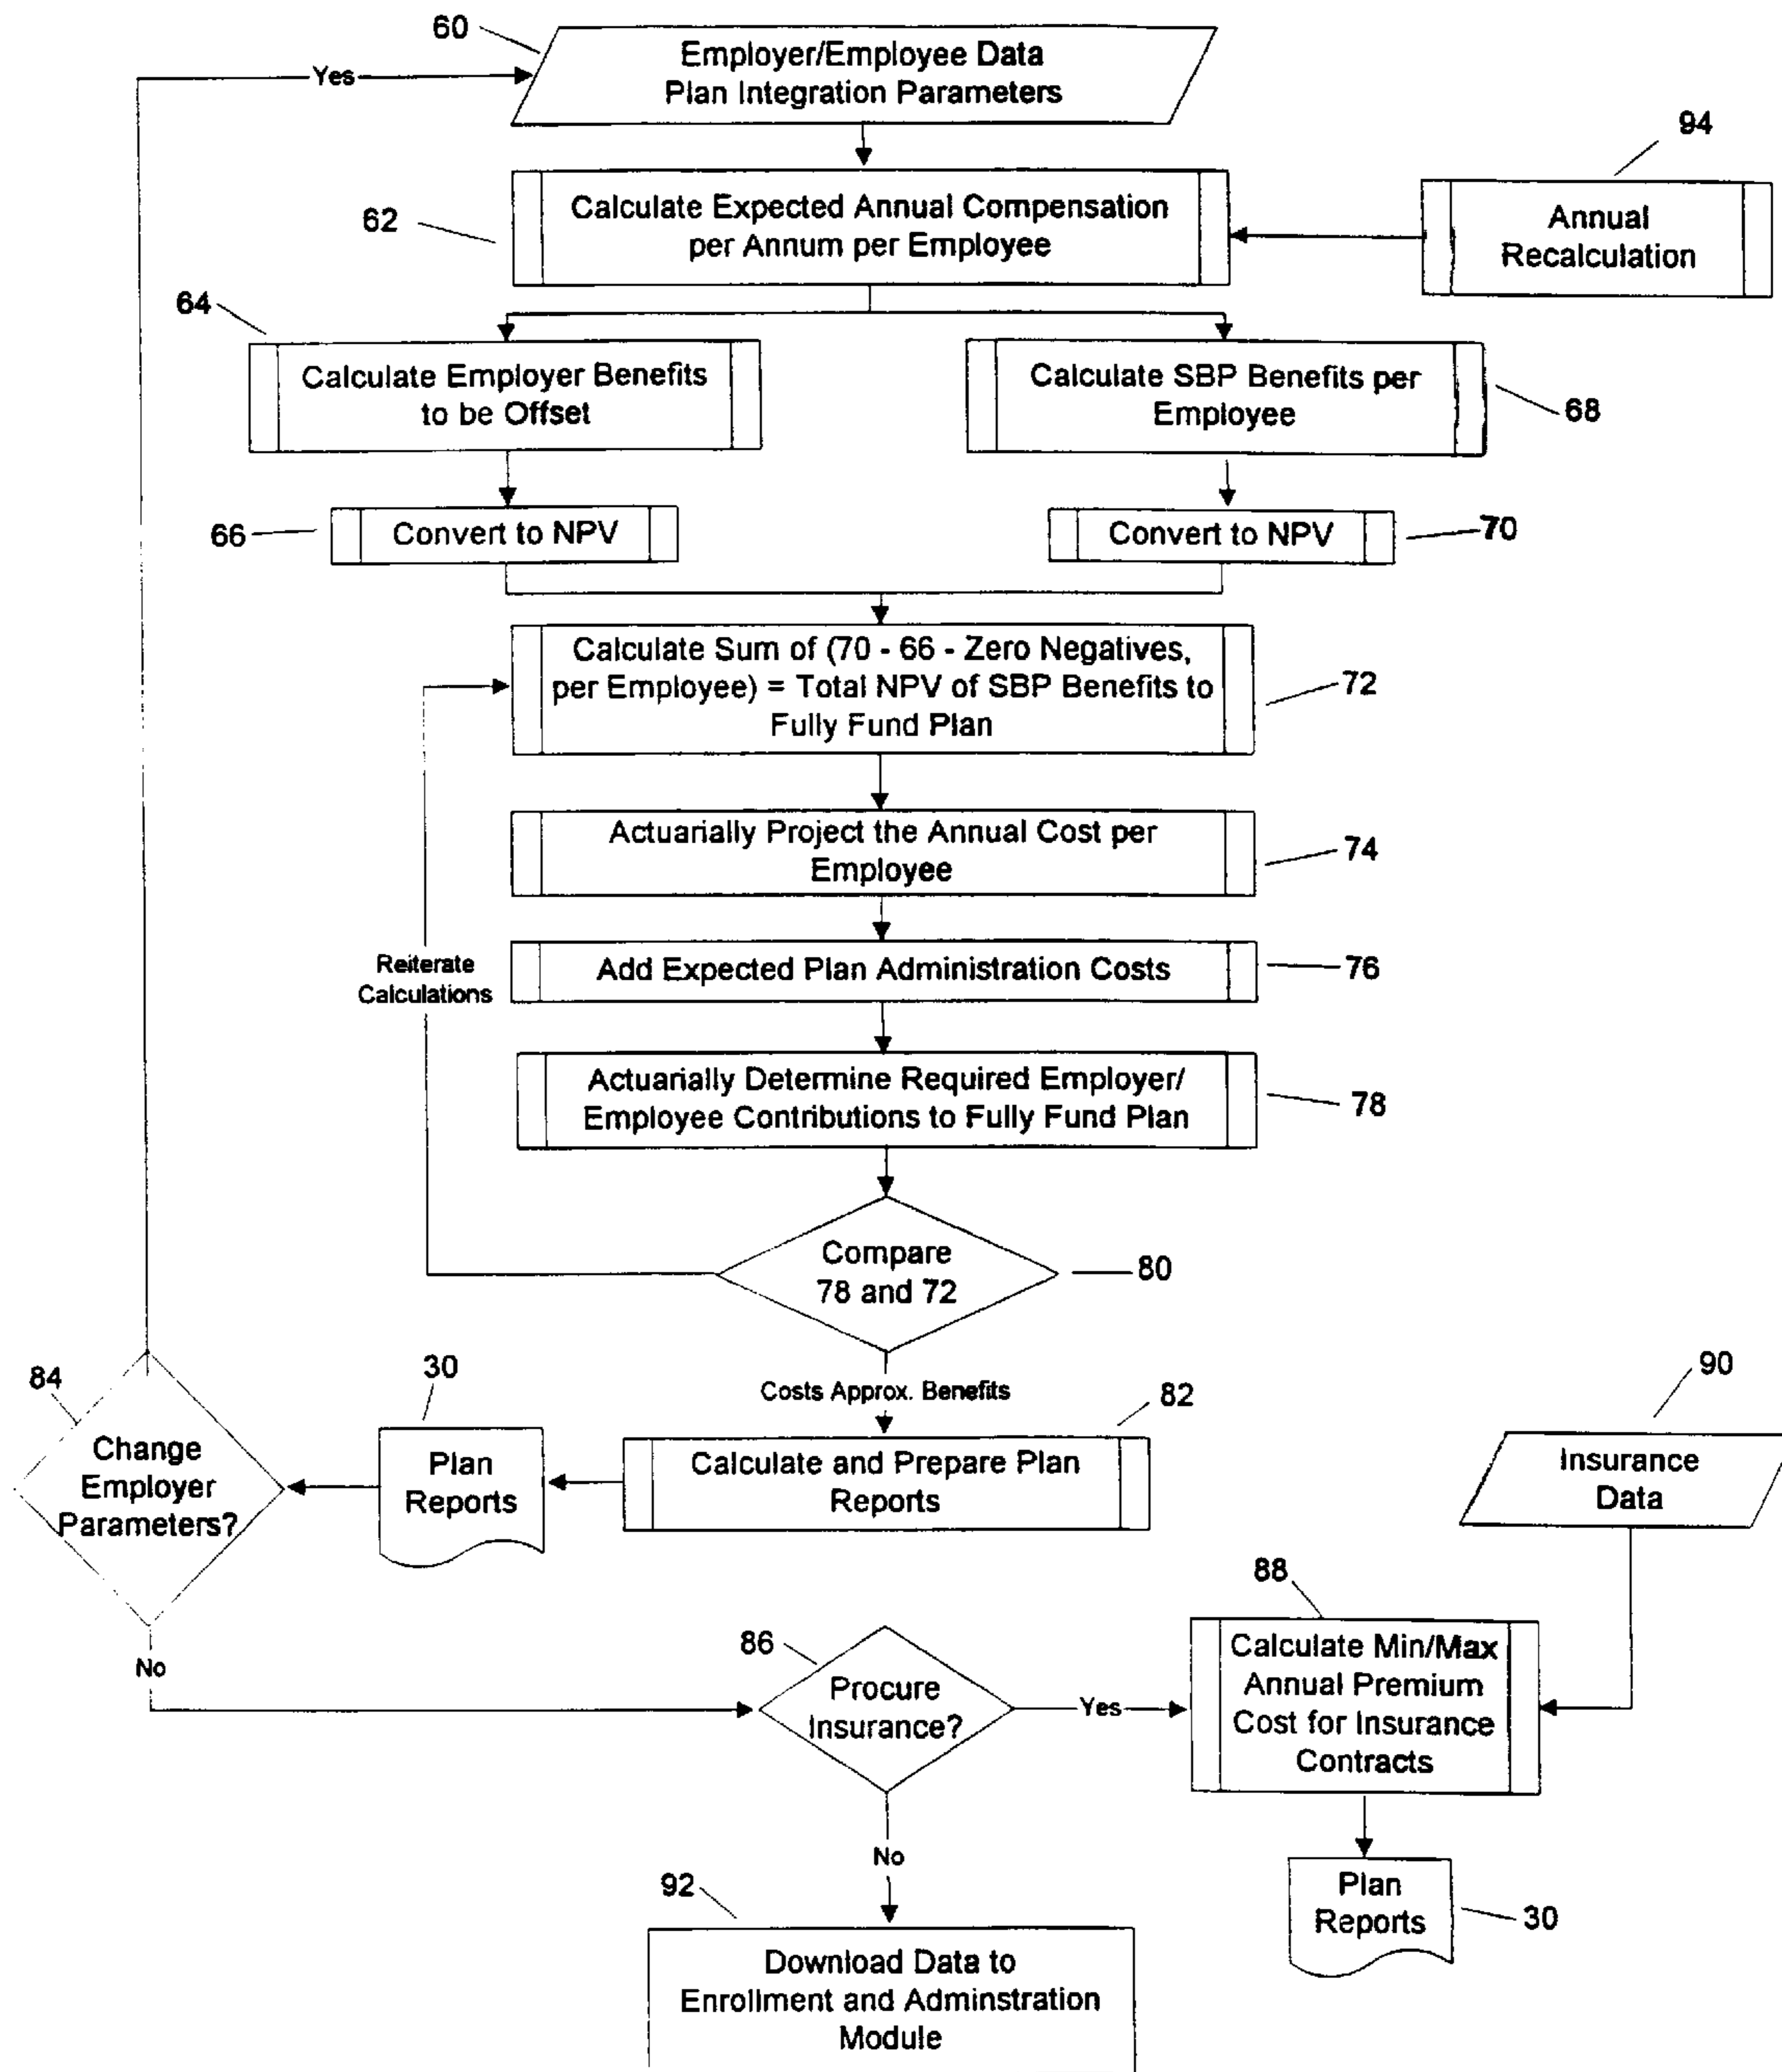 60
Employer/Employee Data
Plan Integration Parameters
Yes
94
62
Calculate Expected Annual Compensation
per Annum per Employee
Annual
Recalculation
64
Calculate Employer Benefits
to be Offset
Calculate SBP Benefits per
Employee
68
66
Convert to NPV
Convert to NPV
70
Calculate Sum of (70 - 66 - Zero Negatives,
per Employee) = Total NPV of SBP Benefits to
Fully Fund Plan
72
Actuarially Project the Annual Cost per
Employee
74
Reiterate
Calculations
Add Expected Plan Administration Costs
76
Actuarially Determine Required Employer/
Employee Contributions to Fully Fund Plan
78
Compare
78 and 72
80
Costs Approx. Benefits
84
Change
Employer
Parameters?
30
Plan
Reports
82
Calculate and Prepare Plan
Reports
90
Insurance
Data
No
86
Procure
Insurance?
Yes
88
Calculate Min/Max
Annual Premium
Cost for Insurance
Contracts
No
Plan
Reports
30
92
Download Data to
Enrollment and Adminstration
Module